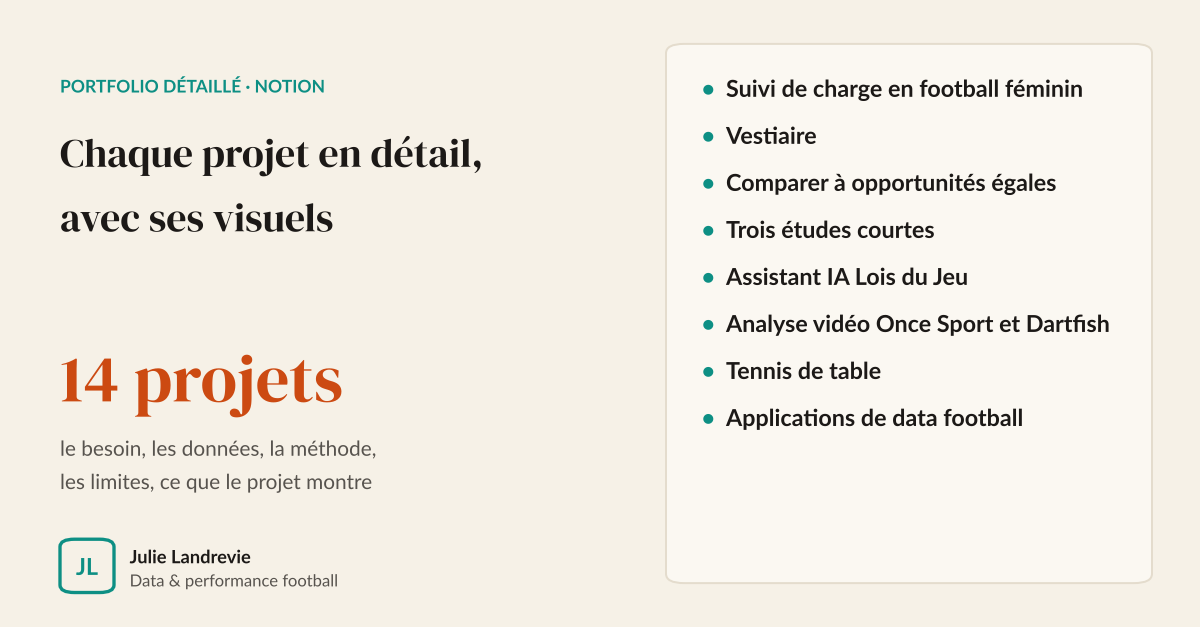 PORTFOLIO DÉTAILLÉ · NOTION
Chaque projet en détail,
avec ses visuels
14 projets
le besoin, les données, la méthode,
les limites, ce que le projet montre
JL
Julie Landrevie
Data & performance football
• Suivi de charge en football féminin
• Vestiaire
• Comparer à opportunités égales
• Trois études courtes
• Assistant IA Lois du Jeu
• Analyse vidéo Once Sport et Dartfish
• Tennis de table
• Applications de data football